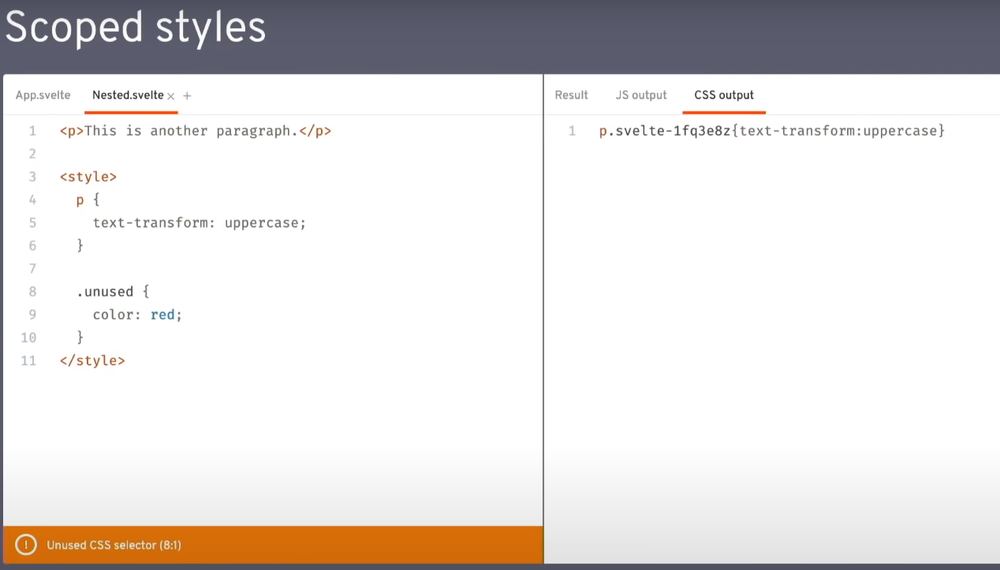 Scoped styles
App.svelte Nested.svelte × +
1 <p>This is another paragraph.</p>
2
3 <style>
4   p {
5     text-transform: uppercase;
6   }
7
8   .unused {
9     color: red;
10   }
11 </style>
! Unused CSS selector (8:1)
Result JS output CSS output
1 p.svelte-1fq3e8z{text-transform:uppercase}